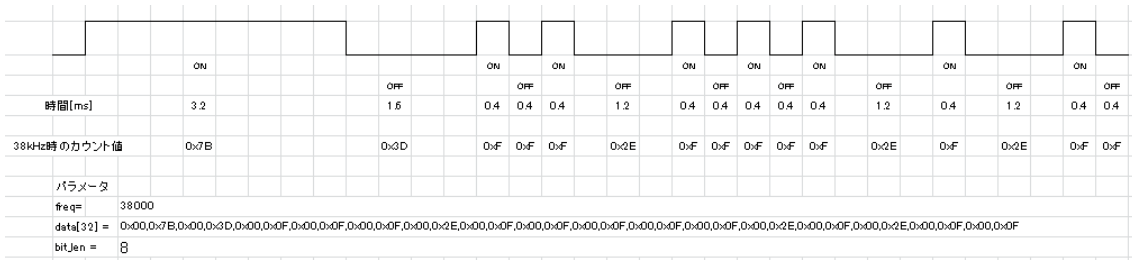 ON ON ON ON ON ON ON ON
OFF OFF OFF OFF OFF OFF OFF OFF
時間[ms] 3.2 1.6 0.4 0.4 0.4 1.2 0.4 0.4 0.4 0.4 0.4 1.2 0.4 1.2 0.4 0.4
38kHz時のカウント値 0x7B 0x3D 0xF 0xF 0xF 0x2E 0xF 0xF 0xF 0xF 0xF 0x2E 0xF 0x2E 0xF 0xF
パラメータ
freq= 38000
data[32] = 0x00,0x7B,0x00,0x3D,0x00,0x0F,0x00,0x0F,0x00,0x0F,0x00,0x2E,0x00,0x0F,0x00,0x0F,0x00,0x0F,0x00,0x0F,0x00,0x0F,0x00,0x2E,0x00,0x0F,0x00,0x2E,0x00,0x0F,0x00,0x0F
bit_len = 8